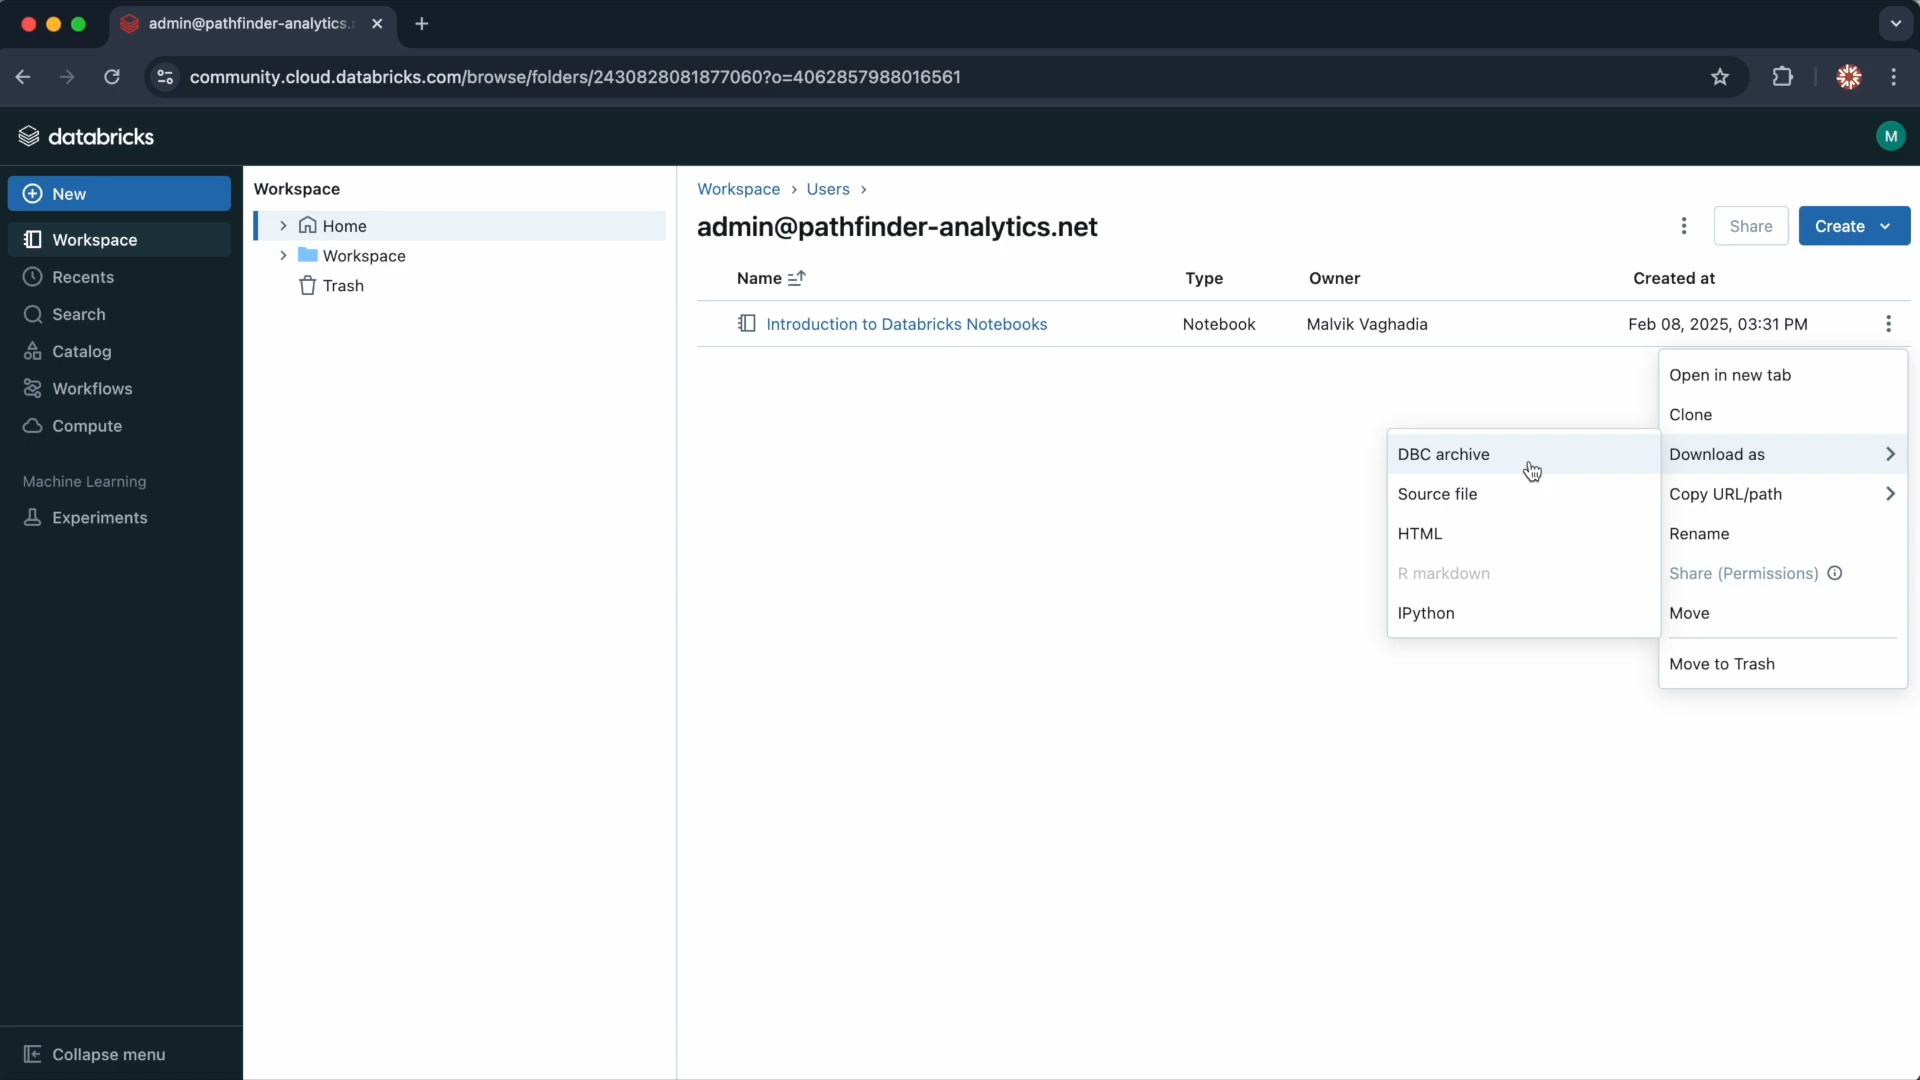 admin@pathfinder-analytics.
community.cloud.databricks.com/browse/folders/2430828081877060?o=4062857988016561
databricks
M
New
Workspace
Recents
Search
Catalog
Workflows
Compute
Machine Learning
Experiments
Collapse menu
Workspace
Home
Workspace
Trash
Workspace > Users >
admin@pathfinder-analytics.net
Share
Create
Name Type Owner Created at
Introduction to Databricks Notebooks Notebook Malvik Vaghadia Feb 08, 2025, 03:31 PM
Open in new tab
Clone
Download as
Copy URL/path
Rename
Share (Permissions)
Move
Move to Trash
DBC archive
Source file
HTML
R markdown
IPython